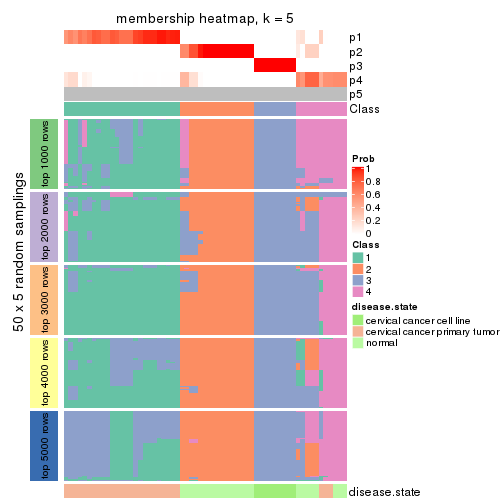 membership heatmap, k = 5
p1
p2
p3
p4
p5
Class
50 x 5 random samplings
top 1000 rows
top 2000 rows
top 3000 rows
top 4000 rows
top 5000 rows
disease.state
Prob
1
0.8
0.6
0.4
0.2
0
Class
1
2
3
4
disease.state
cervical cancer cell line
cervical cancer primary tumor
normal